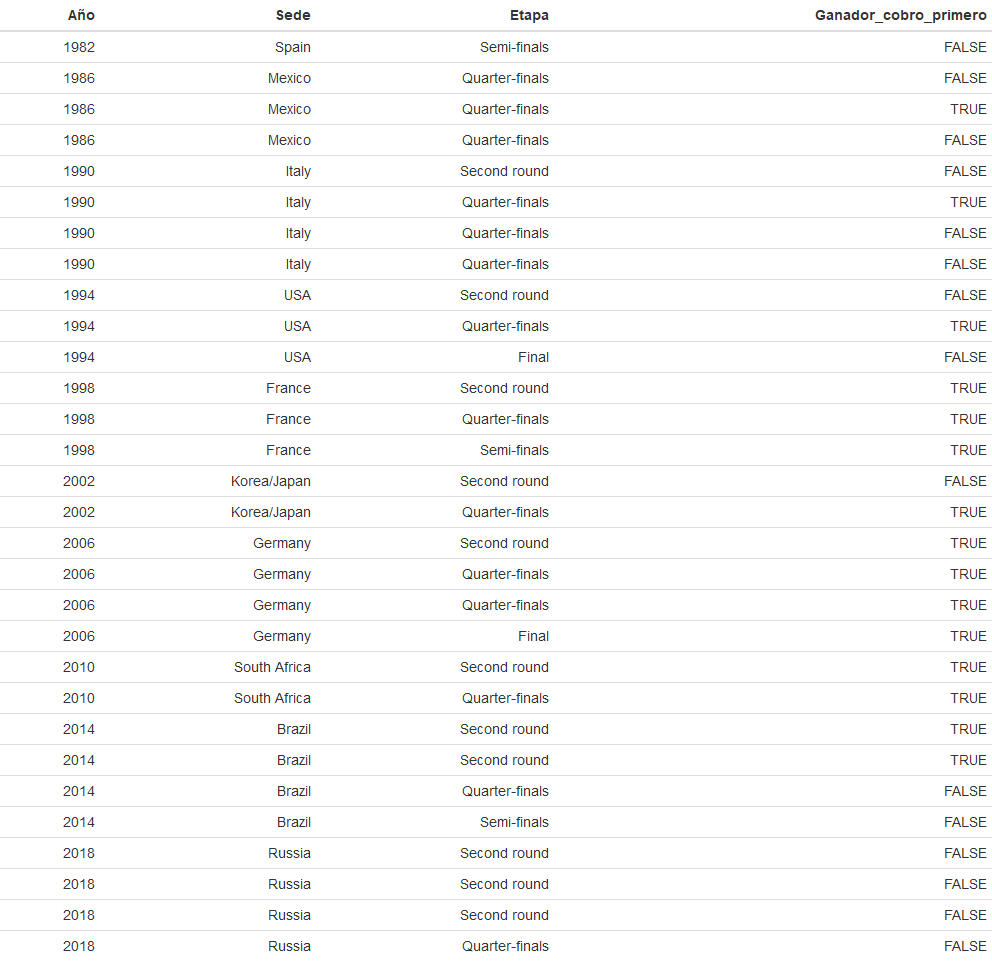 Año Sede Etapa Ganador_cobro_primero
1982 Spain Semi-finals FALSE
1986 Mexico Quarter-finals FALSE
1986 Mexico Quarter-finals TRUE
1986 Mexico Quarter-finals FALSE
1990 Italy Second round FALSE
1990 Italy Quarter-finals TRUE
1990 Italy Quarter-finals FALSE
1990 Italy Quarter-finals FALSE
1994 USA Second round FALSE
1994 USA Quarter-finals TRUE
1994 USA Final FALSE
1998 France Second round TRUE
1998 France Quarter-finals TRUE
1998 France Semi-finals TRUE
2002 Korea/Japan Second round FALSE
2002 Korea/Japan Quarter-finals TRUE
2006 Germany Second round TRUE
2006 Germany Quarter-finals TRUE
2006 Germany Quarter-finals TRUE
2006 Germany Final TRUE
2010 South Africa Second round TRUE
2010 South Africa Quarter-finals TRUE
2014 Brazil Second round TRUE
2014 Brazil Second round TRUE
2014 Brazil Quarter-finals FALSE
2014 Brazil Semi-finals FALSE
2018 Russia Second round FALSE
2018 Russia Second round FALSE
2018 Russia Second round FALSE
2018 Russia Quarter-finals FALSE